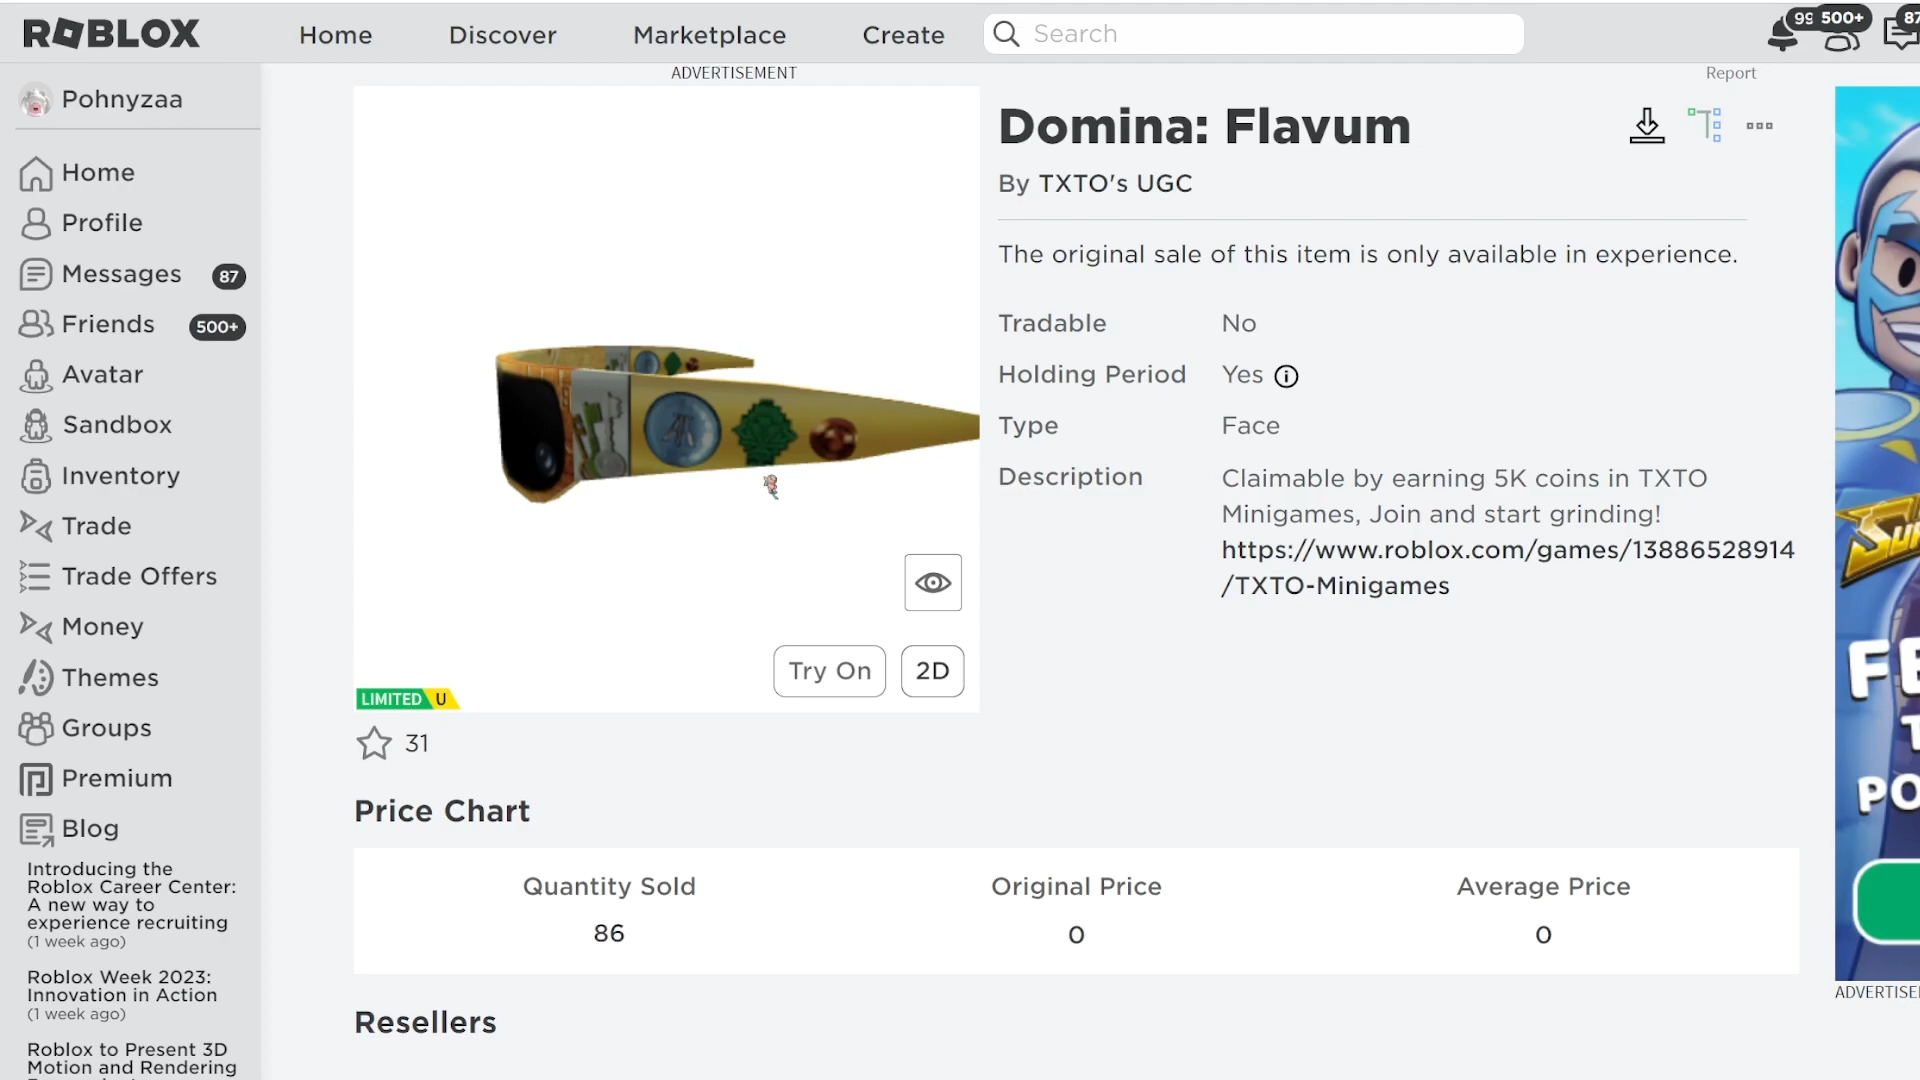 ROBLOX
Home
Discover
Marketplace
Create
Search
99
500+
87
ADVERTISEMENT
Report
Pohnyzaa
Home
Profile
Messages 87
Friends 500+
Avatar
Sandbox
Inventory
Trade
Trade Offers
Money
Themes
Groups
Premium
Blog
Introducing the
Roblox Career Center:
A new way to
experience recruiting
(1 week ago)
Roblox Week 2023:
Innovation in Action
(1 week ago)
Roblox to Present 3D
Motion and Rendering
Domina: Flavum
By TXTO's UGC
The original sale of this item is only available in experience.
Tradable No
Holding Period Yes
Type Face
Description Claimable by earning 5K coins in TXTO
Minigames, Join and start grinding!
https://www.roblox.com/games/13886528914
/TXTO-Minigames
Try On
2D
LIMITED U
31
Price Chart
Quantity Sold
86
Original Price
0
Average Price
0
Resellers